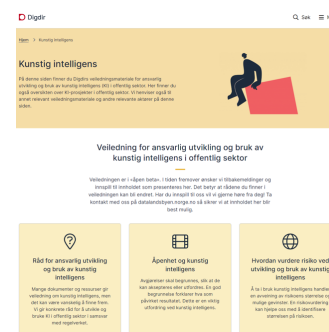 Digdir
Søk
Hjem > Kunstig intelligens
Kunstig intelligens
På denne siden finner du Digdirs veiledningsmateriale for ansvarlig
utvikling og bruk av kunstig intelligens (KI) i offentlig sektor. Her finner du
også oversikten over KI-prosjekter i offentlig sektor. Vi henviser også til
annet relevant veiledningsmateriale og andre relevante aktører på denne
siden.
Veiledning for ansvarlig utvikling og bruk av
kunstig intelligens i offentlig sektor
Veiledningen er i «åpen beta». I tiden fremover ønsker vi tilbakemeldinger og
innspill til innholdet som presenteres her. Det betyr at rådene du finner i
veiledningen kan bli endret. Har du innspill til oss vil vi gjerne høre fra deg! Ta
kontakt med oss på datalandsbyen.norge.no så sikrer vi at innholdet her blir
best mulig.
Råd for ansvarlig utvikling
og bruk av kunstig
intelligens
Mange dokumenter og ressurser gir
veiledning om kunstig intelligens, men
det kan være vanskelig å finne frem.
Vi gir konkrete råd for å utvikle og
bruke KI i offentlig sektor i samsvar
med regelverket.
Åpenhet og kunstig
intelligens
Avgjørelser skal begrunnes, slik at de
kan aksepteres eller utfordres. En god
begrunnelse forklarer hva som
påvirket resultatet. Dette er en viktig
utfordring ved kunstig intelligens.
Hvordan vurdere risiko ved
utvikling og bruk av kunstig
intelligens
Å ta i bruk kunstig intelligens handler
en avveining av risikoens størrelse og
mulige gevinster. En risikovurdering
kan hjelpe oss med å identifisere
størrelsen på risikoen.